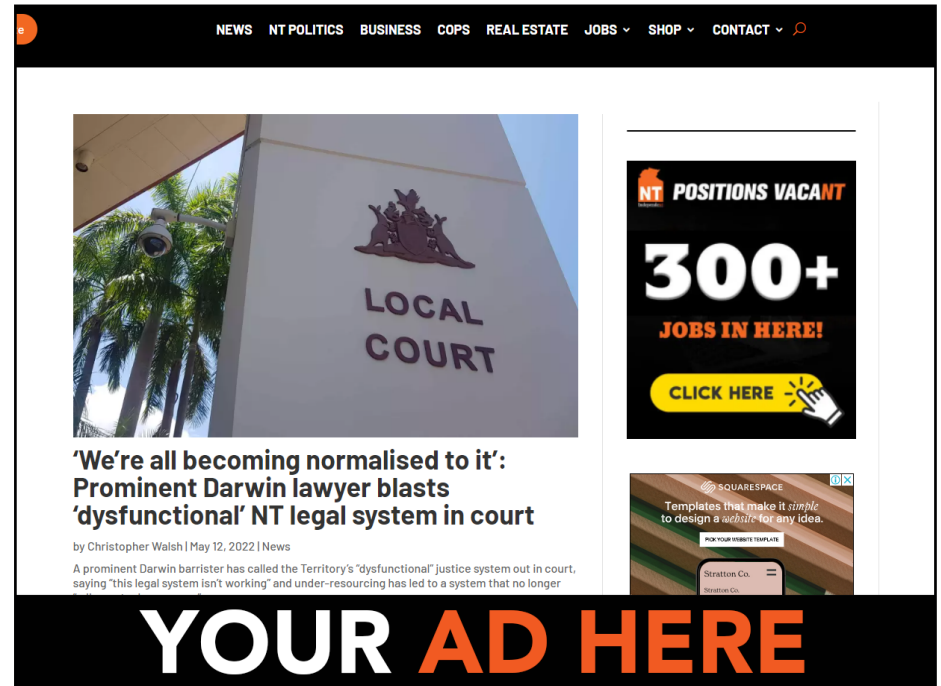 NEWS NT POLITICS BUSINESS COPS REAL ESTATE JOBS SHOP CONTACT
LOCAL
COURT
'We're all becoming normalised to it':
Prominent Darwin lawyer blasts
'dysfunctional' NT legal system in court
by Christopher Walsh | May 12, 2022 | News
A prominent Darwin barrister has called the Territory's "dysfunctional" justice system out in court,
saying "this legal system isn't working" and under-resourcing has led to a system that no longer
NT POSITIONS VACANT
300+
JOBS IN HERE!
CLICK HERE
SQUARESPACE
Templates that make it simple
to design a website for any idea.
PICK YOUR WEBSITE TEMPLATE
Stratton Co.
Stratton Co.
YOUR AD HERE